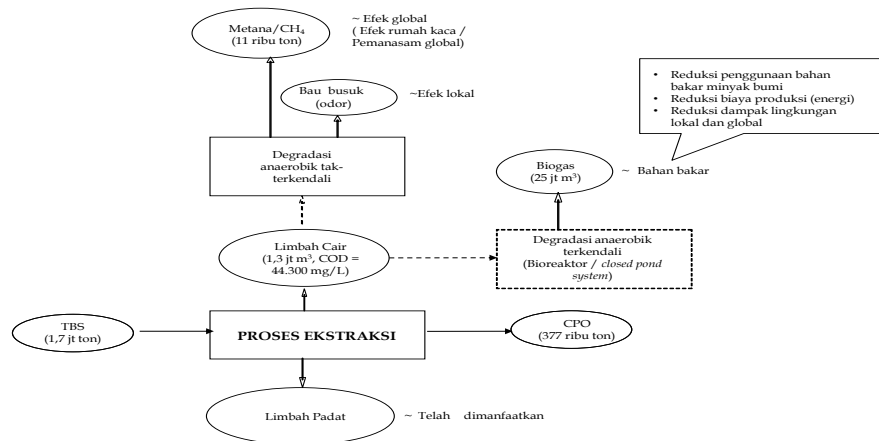 Metana/CH₄
(11 ribu ton)
~ Efek global
( Efek rumah kaca /
Pemanasam global)
Bau busuk
(odor)
~Efek lokal
• Reduksi penggunaan bahan
bakar minyak bumi
• Reduksi biaya produksi (energi)
• Reduksi dampak lingkungan
lokal dan global
Degradasi
anaerobik tak-
terkendali
Biogas
(25 jt m³)
~ Bahan bakar
Limbah Cair
(1,3 jt m³, COD =
44.300 mg/L)
Degradasi anaerobik
terkendali
(Bioreaktor / closed pond
system)
TBS
(1,7 jt ton)
PROSES EKSTRAKSI
CPO
(377 ribu ton)
Limbah Padat
~ Telah dimanfaatkan